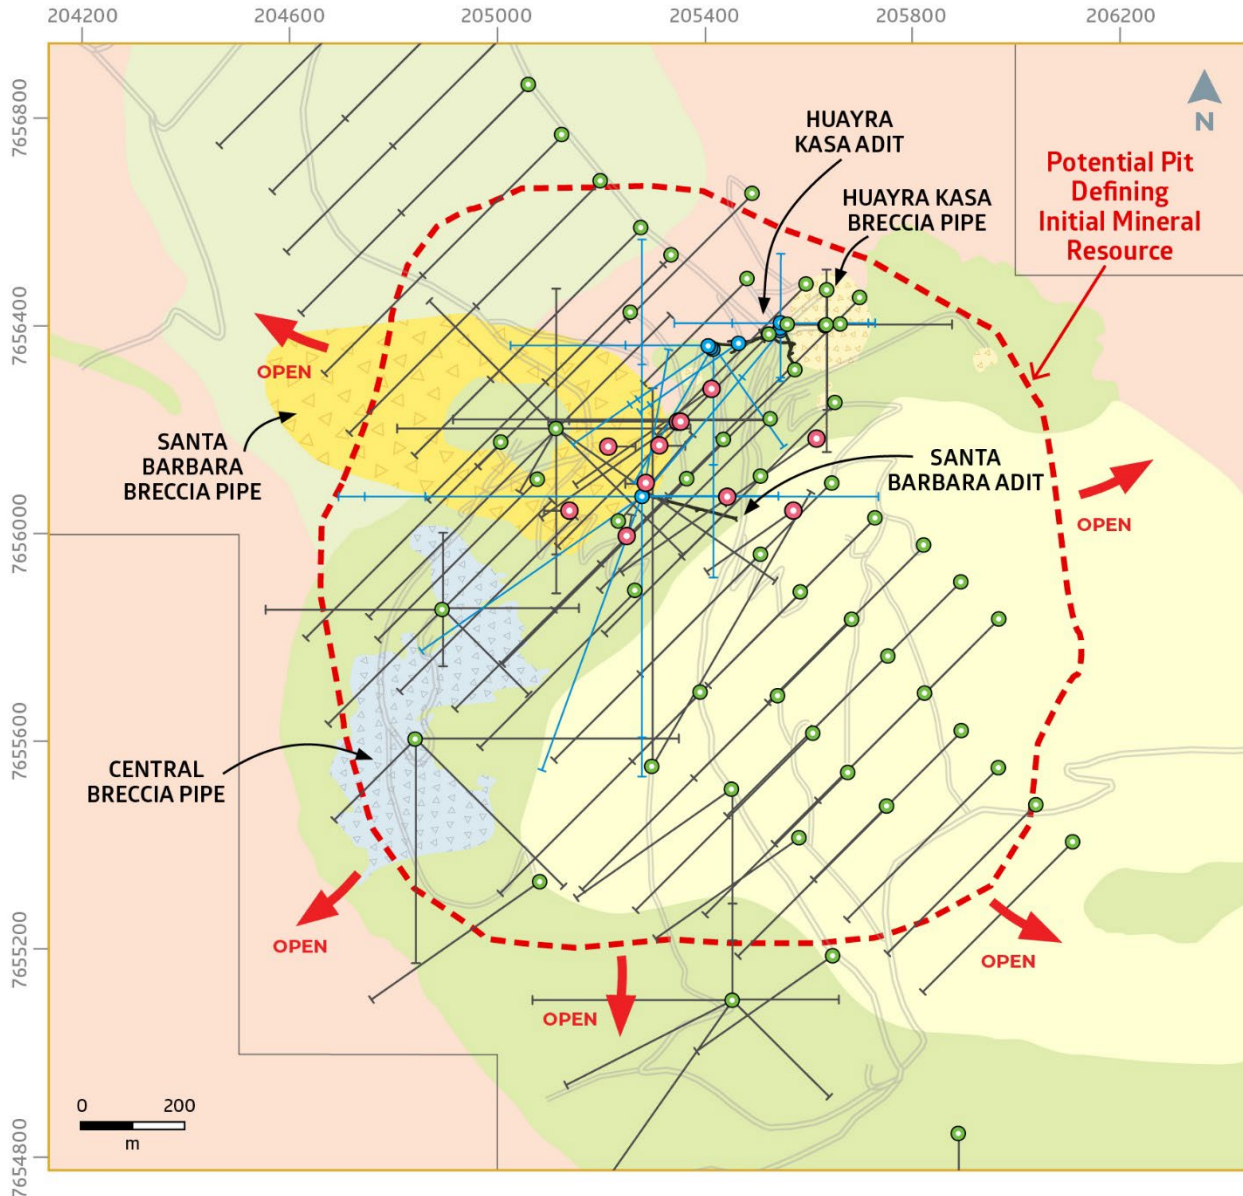 204200
204600
205000
205400
205800
206200
7656800
7656400
7656000
7655600
7655200
7654800
N
HUAYRA
KASA ADIT
HUAYRA KASA
BRECCIA PIPE
Potential Pit
Defining
Initial Mineral
Resource
OPEN
SANTA
BARBARA
BRECCIA PIPE
SANTA
BARBARA ADIT
OPEN
CENTRAL
BRECCIA PIPE
OPEN
OPEN
OPEN
0 200
m